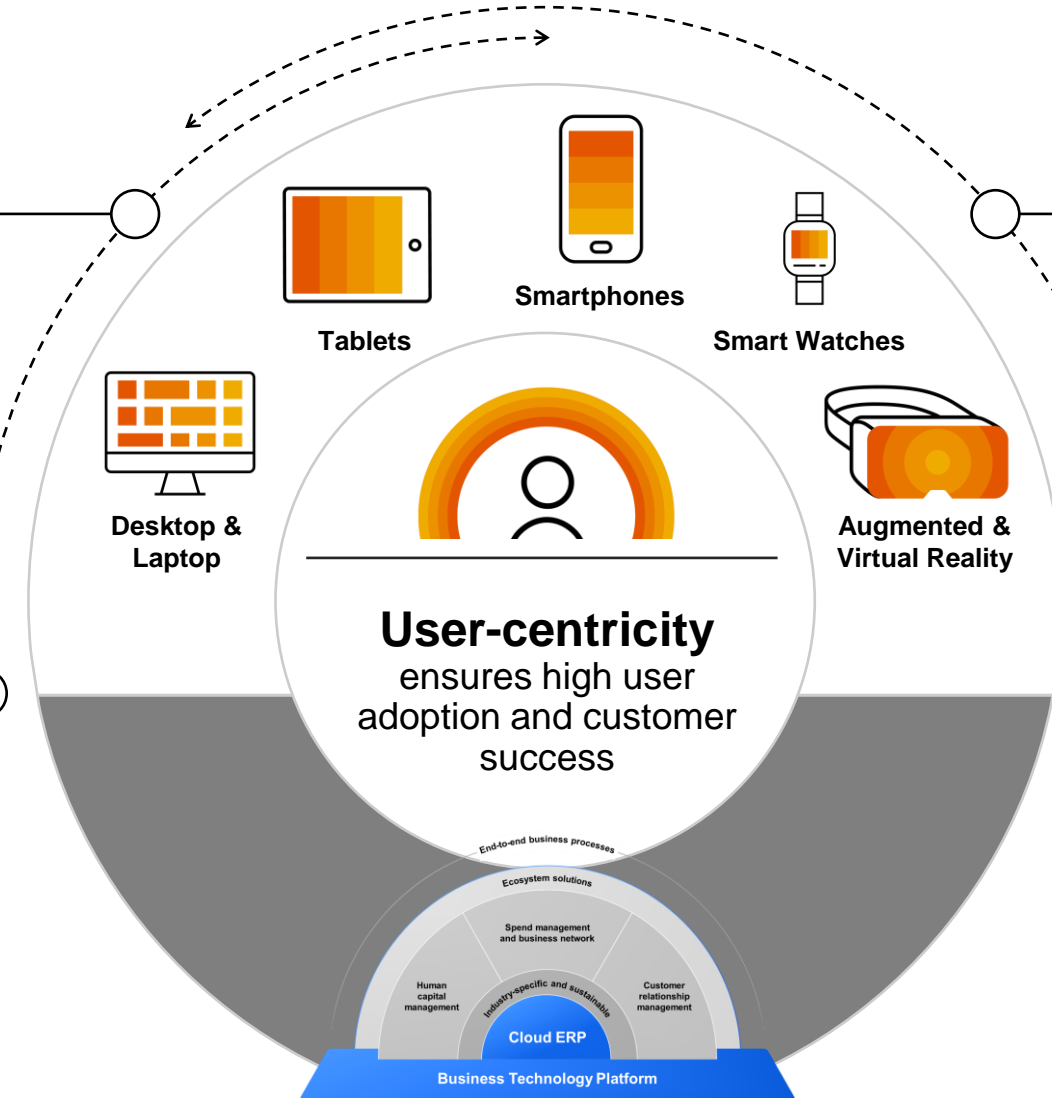 Smartphones
Tablets
Smart Watches
Desktop &
Laptop
Augmented &
Virtual Reality
User-centricity
ensures high user
adoption and customer
success
End-to-end business processes
Ecosystem solutions
Spend management
and business network
Human
capital
management
Industry-specific and sustainable
Customer
relationship
management
Cloud ERP
Business Technology Platform